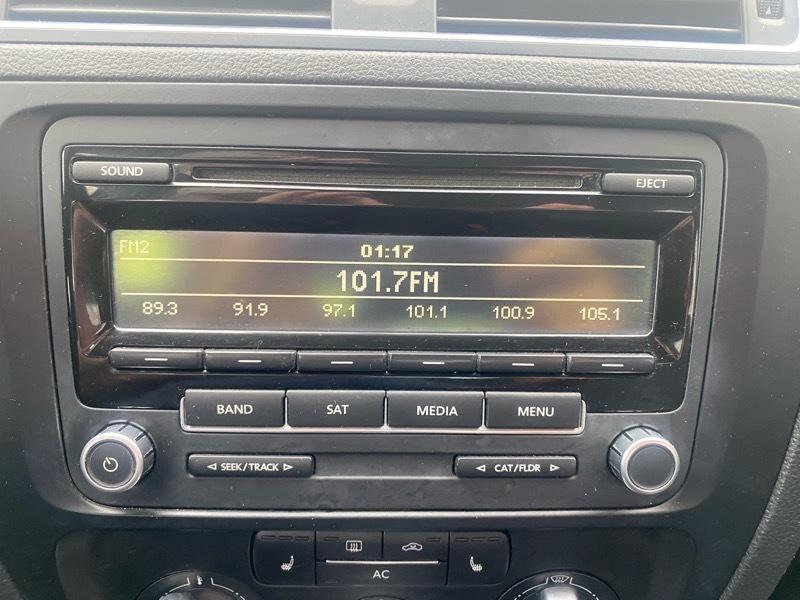 SOUND EJECT
FM2 01:17
101.7FM
89.3 91.9 97.1 101.1 100.9 105.1
BAND SAT MEDIA MENU
SEEK/TRACK CAT/FLDR
AC